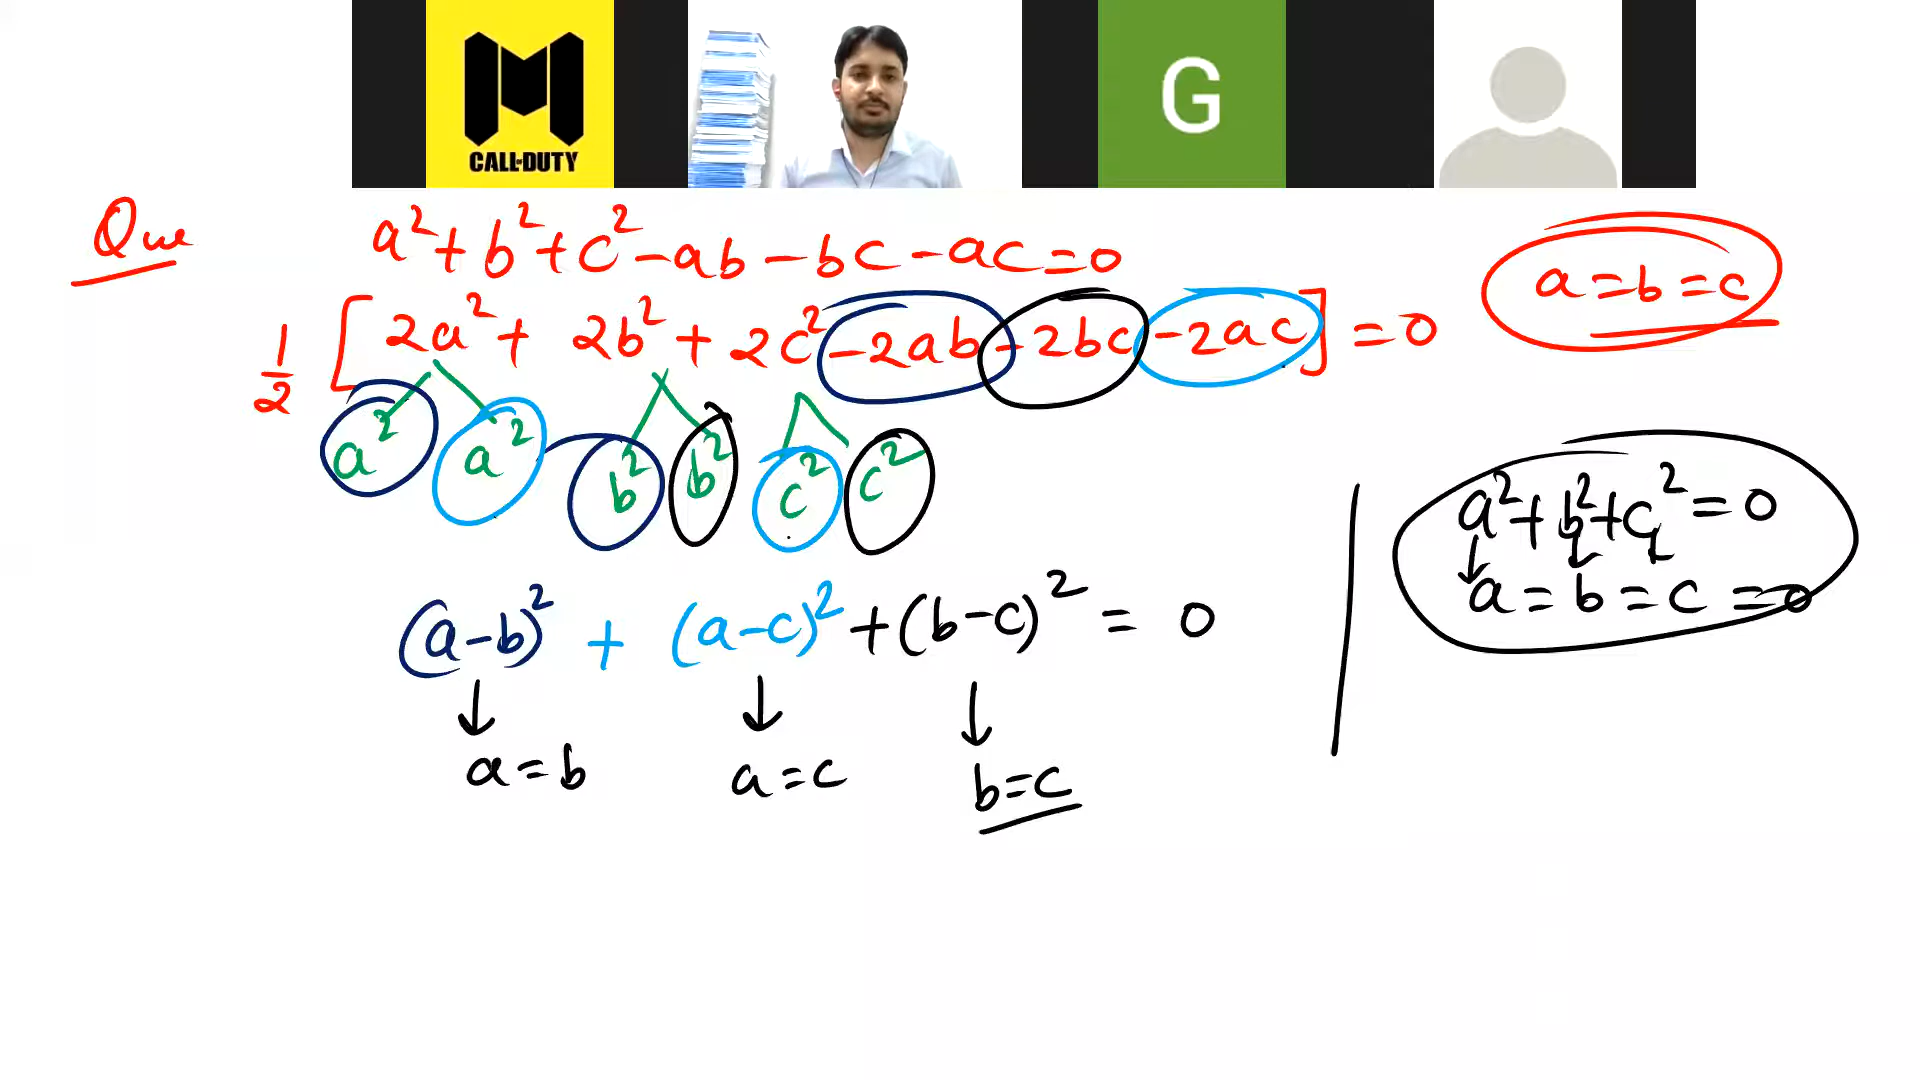 CALL OF DUTY
G
Que a²+b²+c²-ab-bc-ac=0
a=b=c
1/2 [2a²+2b²+2c²-2ab-2bc-2ac]=0
a² a² b² b² c² c²
a²+b²+c²=0
a=b=c=0
(a-b)²+(a-c)²+(b-c)²=0
a=b a=c b=c